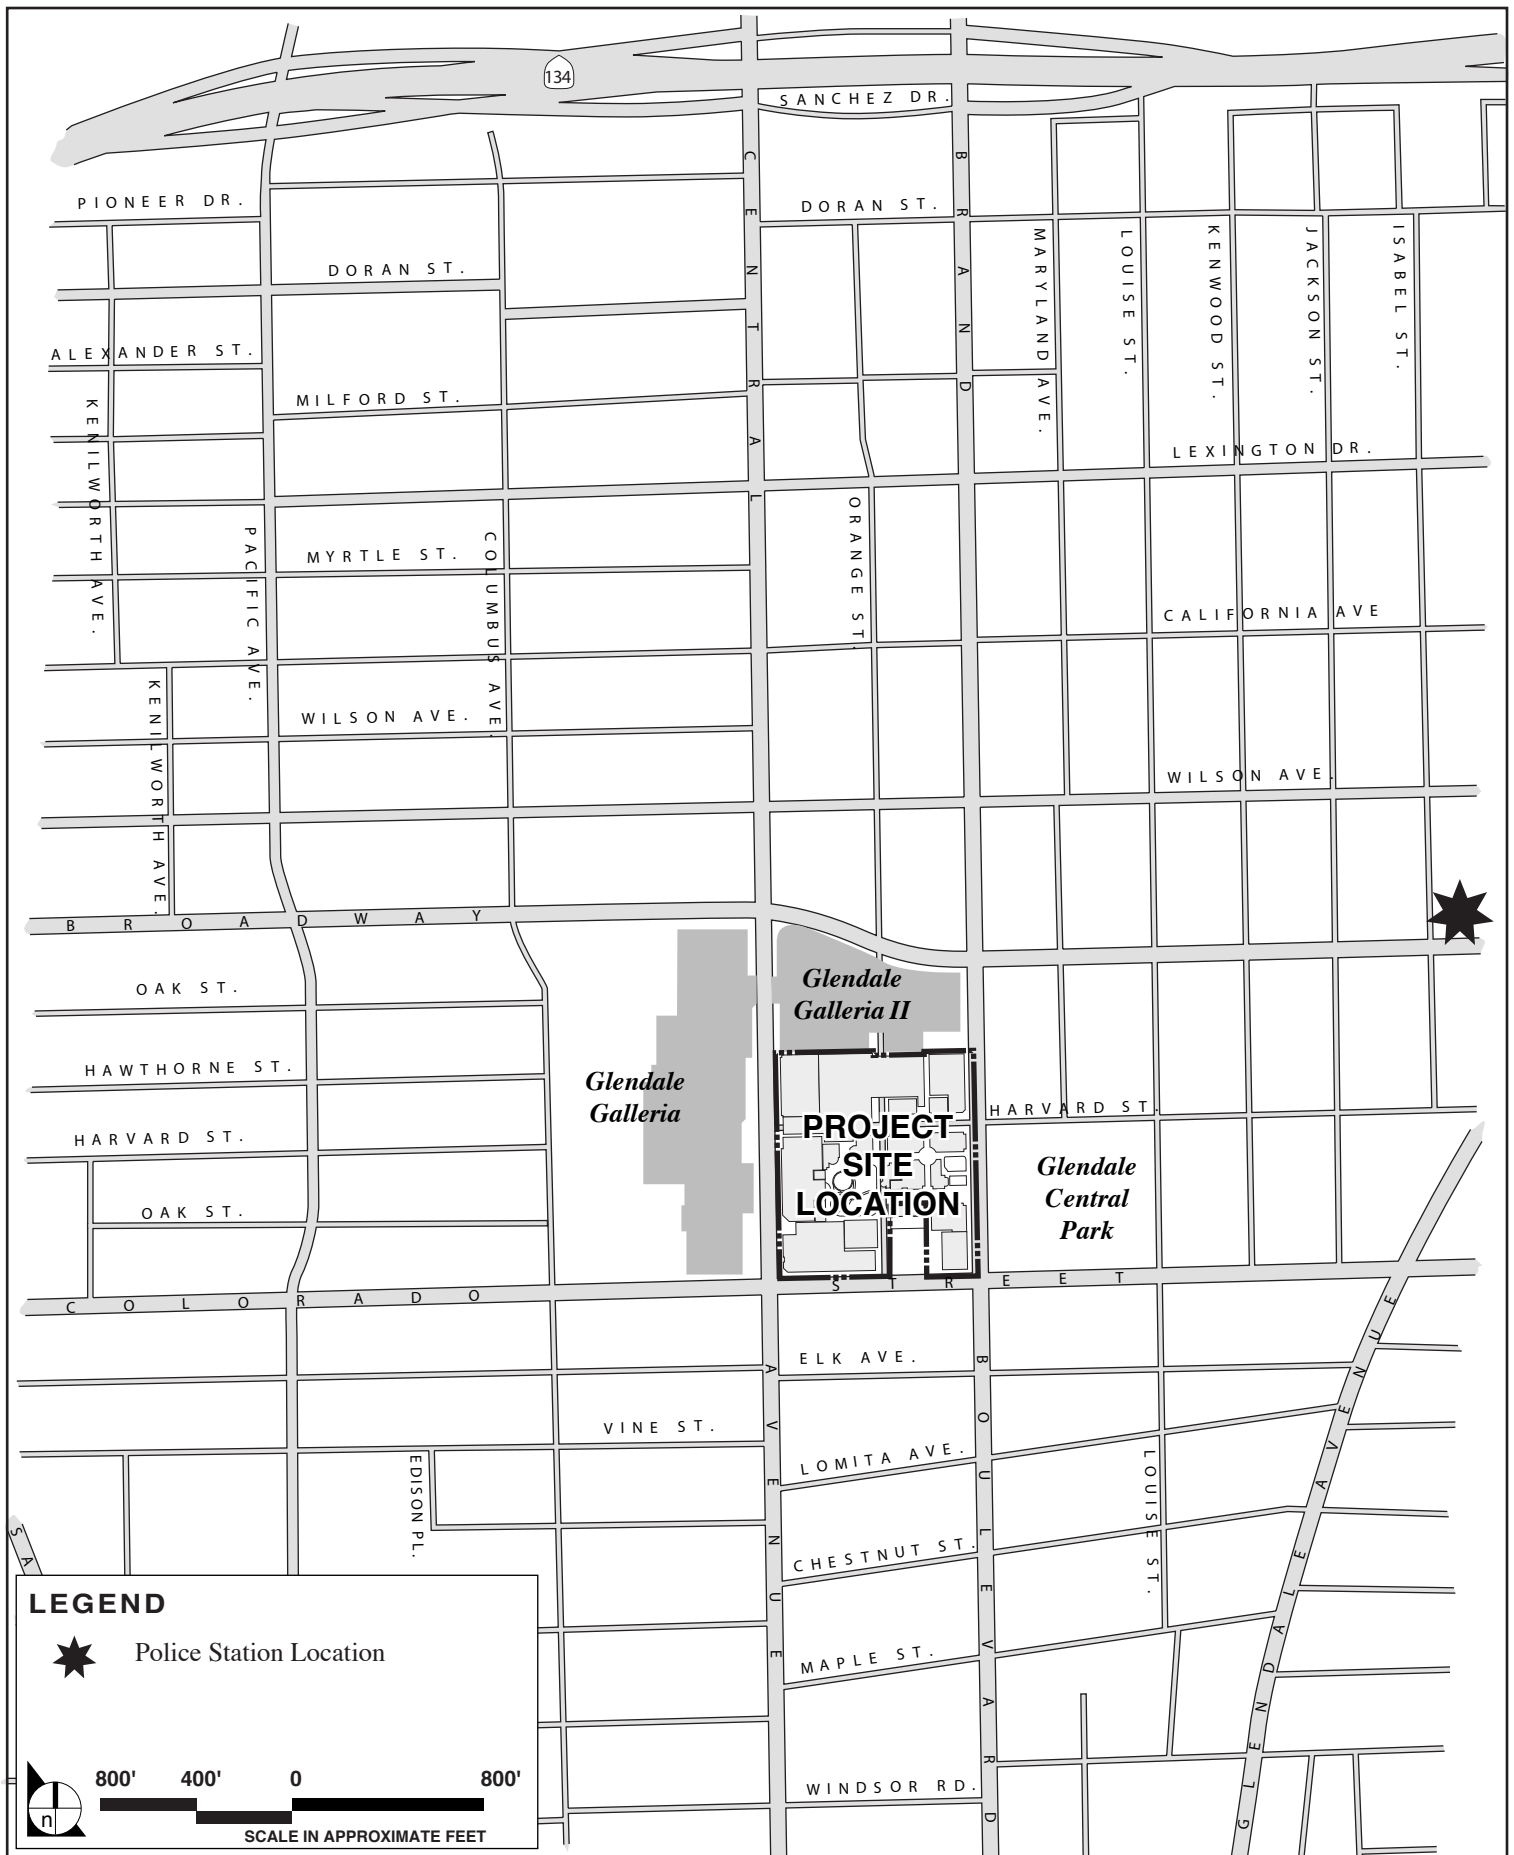 134
SANCHEZ DR.
PIONEER DR.
DORAN ST.
DORAN ST.
ALEXANDER ST.
MILFORD ST.
KENILWORTH AVE.
PACIFIC AVE.
COLUMBUS AVE.
CENTRAL
BRAND
MARYLAND AVE.
LOUISE ST.
KENWOOD ST.
JACKSON ST.
ISABEL ST.
LEXINGTON DR.
ORANGE ST.
MYRTLE ST.
CALIFORNIA AVE
KENILWORTH AVE.
WILSON AVE.
WILSON AVE.
BROADWAY
OAK ST.
Glendale
Galleria II
HAWTHORNE ST.
Glendale
Galleria
HARVARD ST.
HARVARD ST.
PROJECT
SITE
LOCATION
Glendale
Central
Park
OAK ST.
COLORADO STREET
ELK AVE.
VINE ST.
AVENUE
BOULEVARD
LOMITA AVE.
EDISON PL.
LOUISE ST.
CHESTNUT ST.
GLENDALE AVENUE
MAPLE ST.
WINDSOR RD.
SA
LEGEND
Police Station Location
800' 400' 0 800'
n
SCALE IN APPROXIMATE FEET